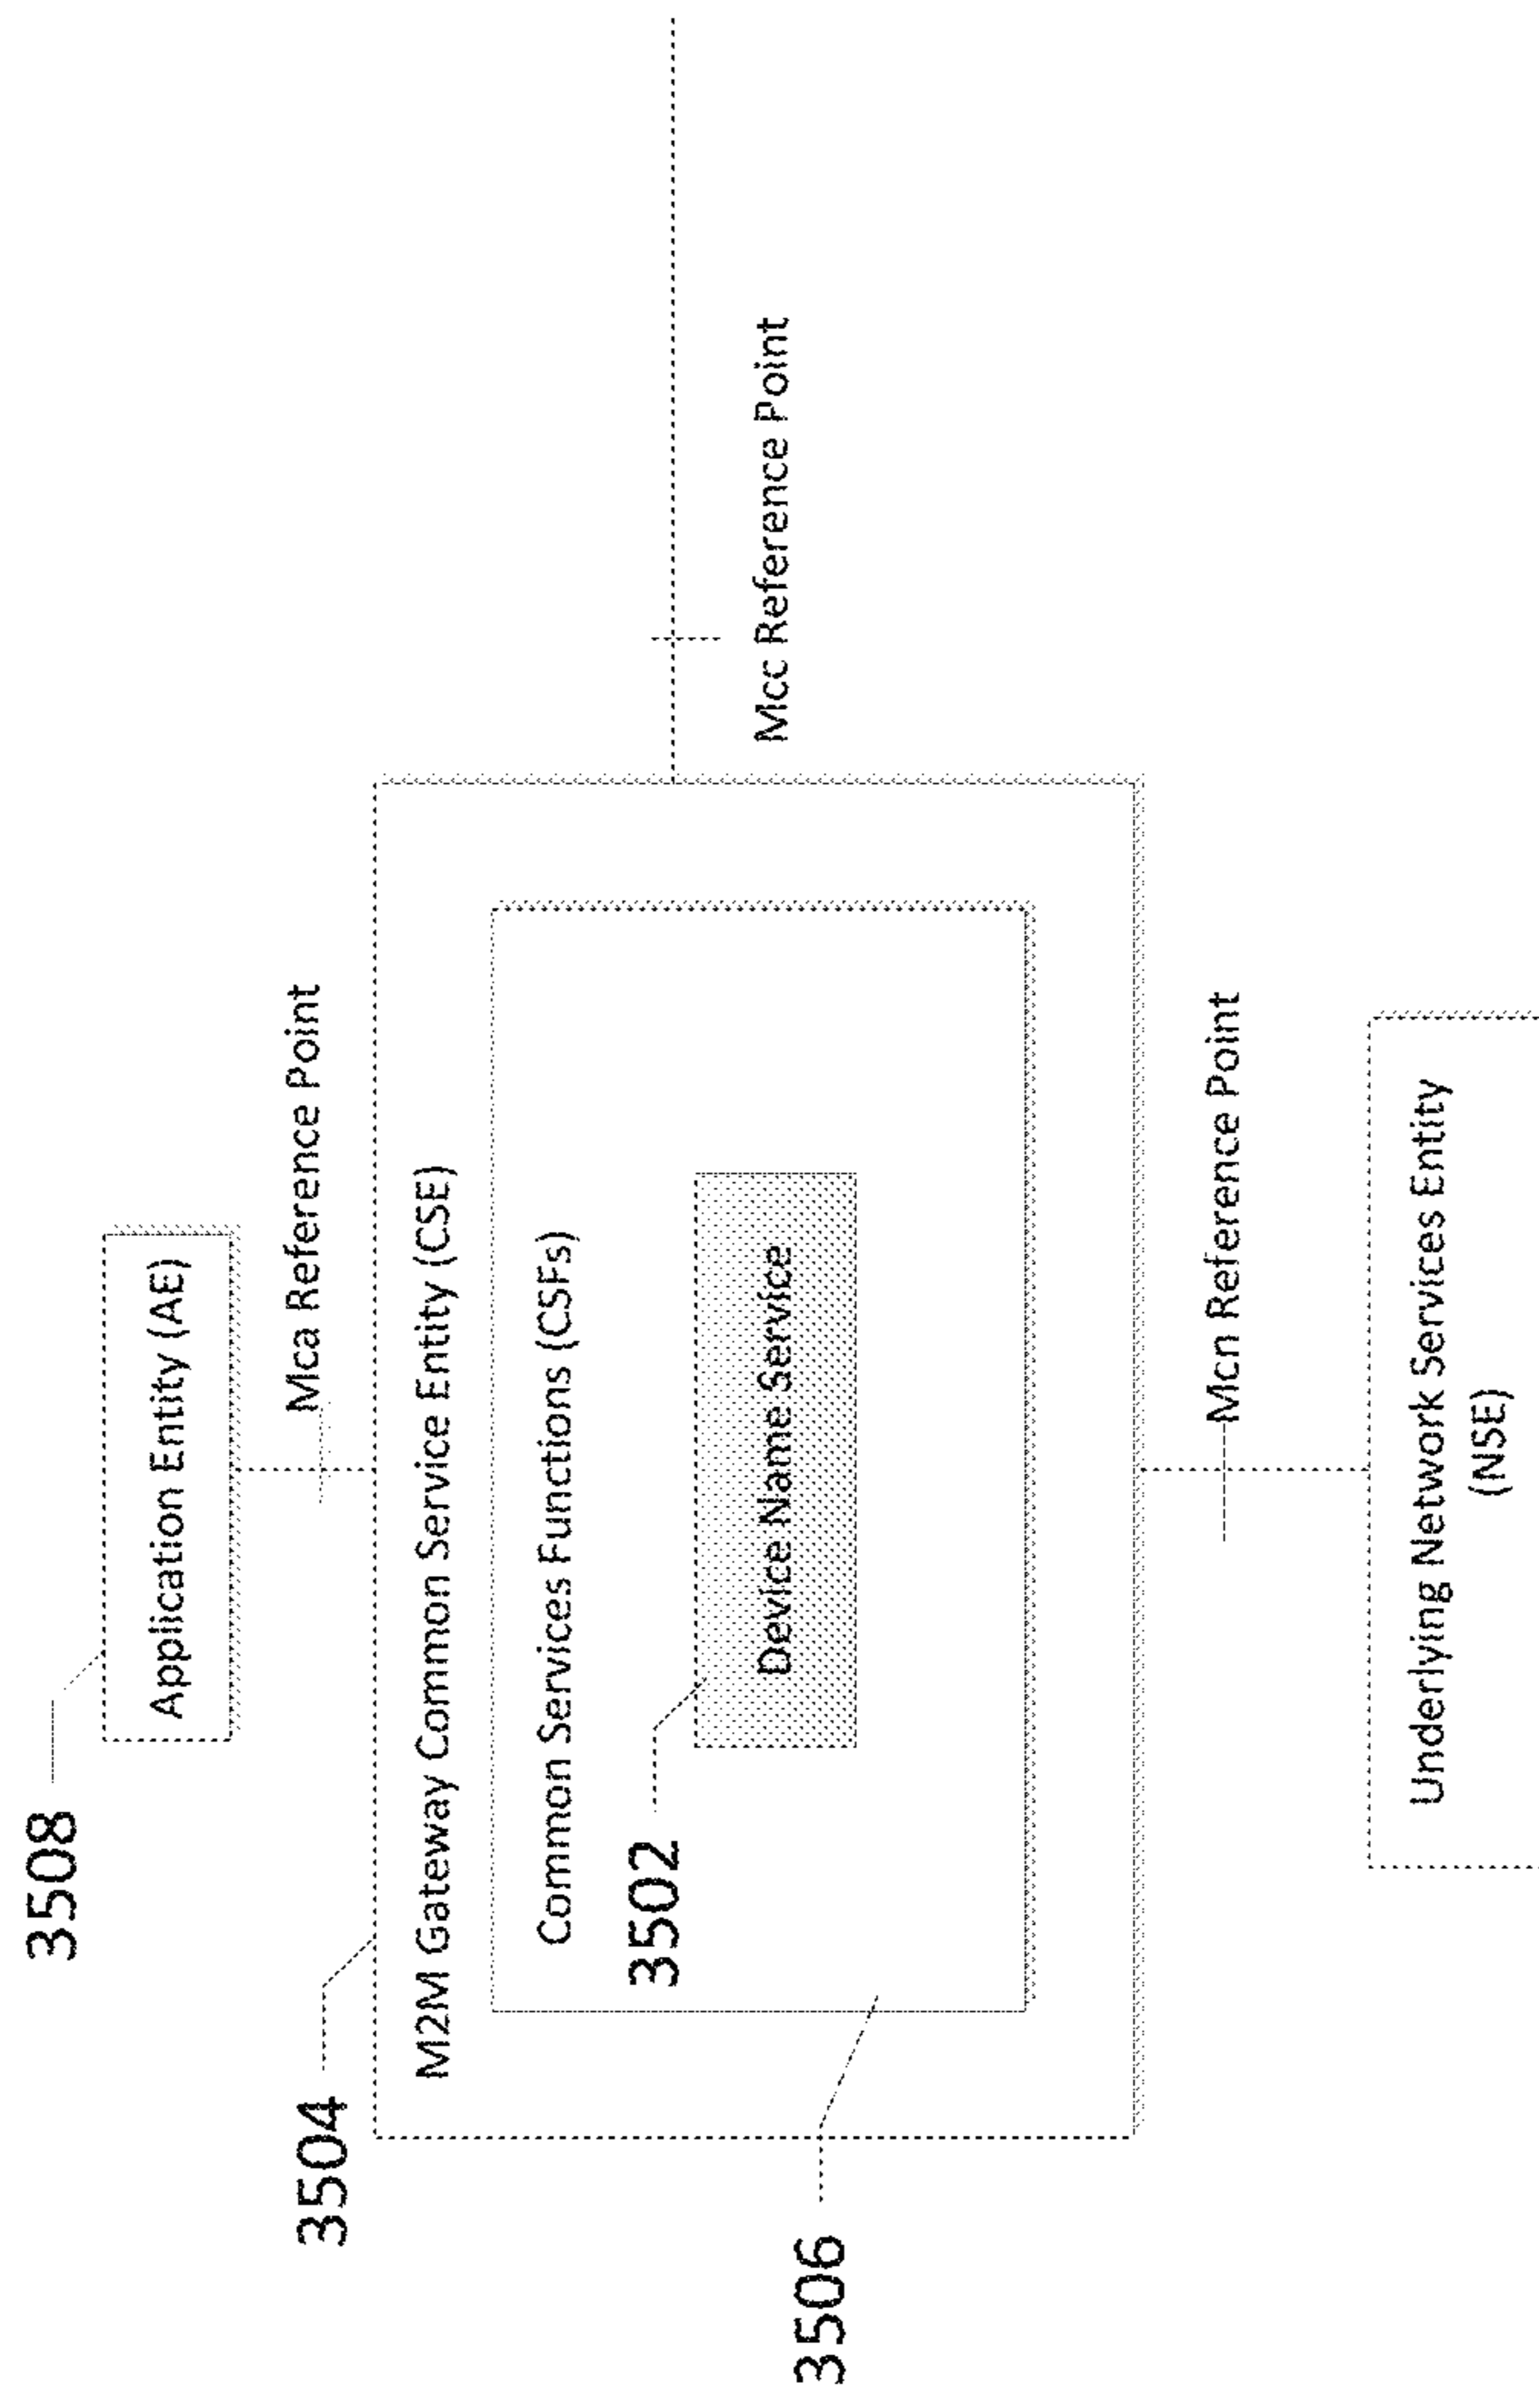 3508
Application Entity (AE)
Mca Reference Point
3504
M2M Gateway Common Service Entity (CSE)
Common Services Functions (CSFs)
3502
Device Name Service
Mcc Reference Point
3506
Mcn Reference Point
Underlying Network Services Entity
(NSE)